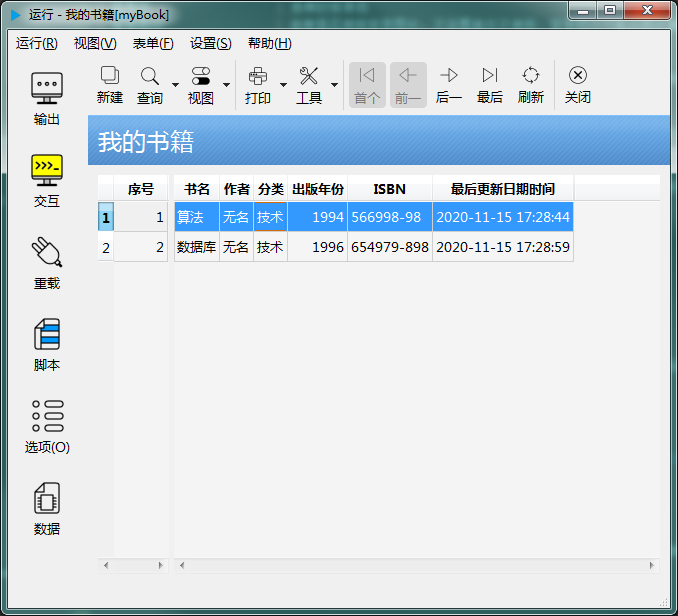 运行 - 我的书籍[myBook]
运行(R) 视图(V) 表单(F) 设置(S) 帮助(H)
新建 查询 视图 打印 工具 首个 前一 后一 最后 刷新 关闭
输出
交互
重载
脚本
选项(O)
数据
我的书籍
序号 书名 作者 分类 出版年份 ISBN 最后更新日期时间
1 1 算法 无名 技术 1994 566998-98 2020-11-15 17:28:44
2 2 数据库 无名 技术 1996 654979-898 2020-11-15 17:28:59